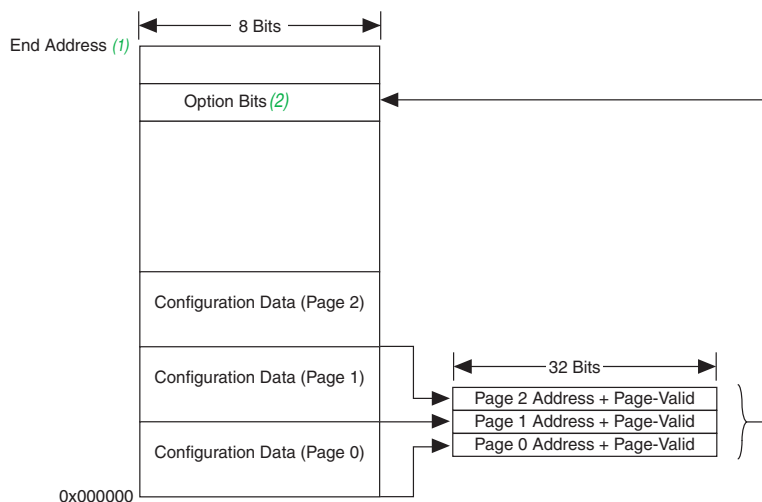 8 Bits
End Address (1)
Option Bits (2)
Configuration Data (Page 2)
Configuration Data (Page 1)
32 Bits
Page 2 Address + Page-Valid
Page 1 Address + Page-Valid
Page 0 Address + Page-Valid
Configuration Data (Page 0)
0x000000